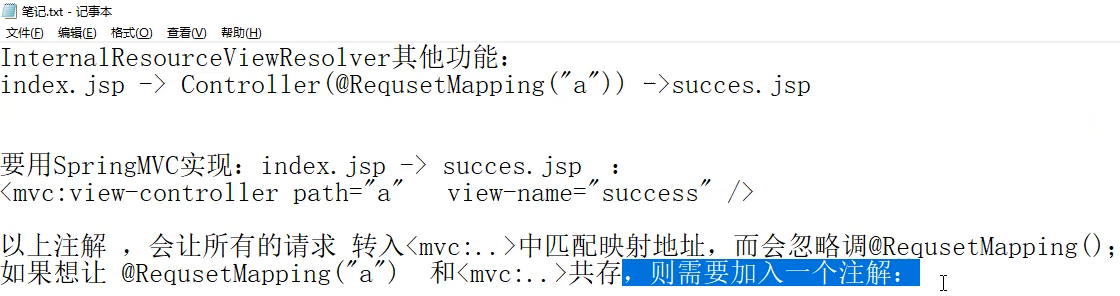 笔记.txt - 记事本
文件(F) 编辑(E) 格式(O) 查看(V) 帮助(H)
InternalResourceViewResolver其他功能：
index.jsp -> Controller(@RequsetMapping("a")) ->succes.jsp
要用SpringMVC实现：index.jsp -> succes.jsp ：
<mvc:view-controller path="a" view-name="success" />
以上注解 ，会让所有的请求 转入<mvc:..>中匹配映射地址，而会忽略调@RequsetMapping();
如果想让 @RequsetMapping("a") 和<mvc:..>共存，则需要加入一个注解：